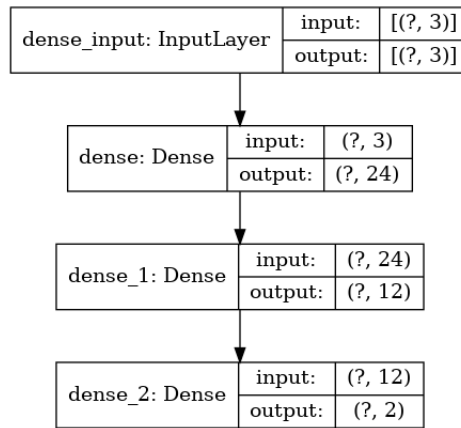 dense_input: InputLayer
input: [(?, 3)]
output: [(?, 3)]
dense: Dense
input: (?, 3)
output: (?, 24)
dense_1: Dense
input: (?, 24)
output: (?, 12)
dense_2: Dense
input: (?, 12)
output: (?, 2)